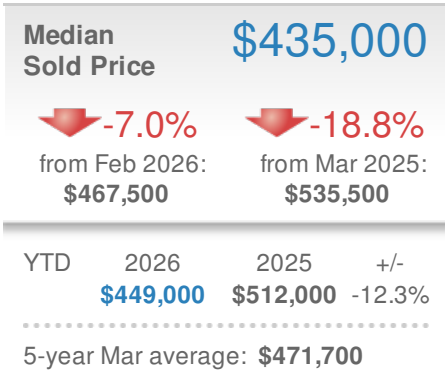 Median $435,000
Sold Price
-7.0% -18.8%
from Feb 2026: from Mar 2025:
$467,500 $535,500
YTD 2026 2025 +/-
$449,000 $512,000 -12.3%
5-year Mar average: $471,700